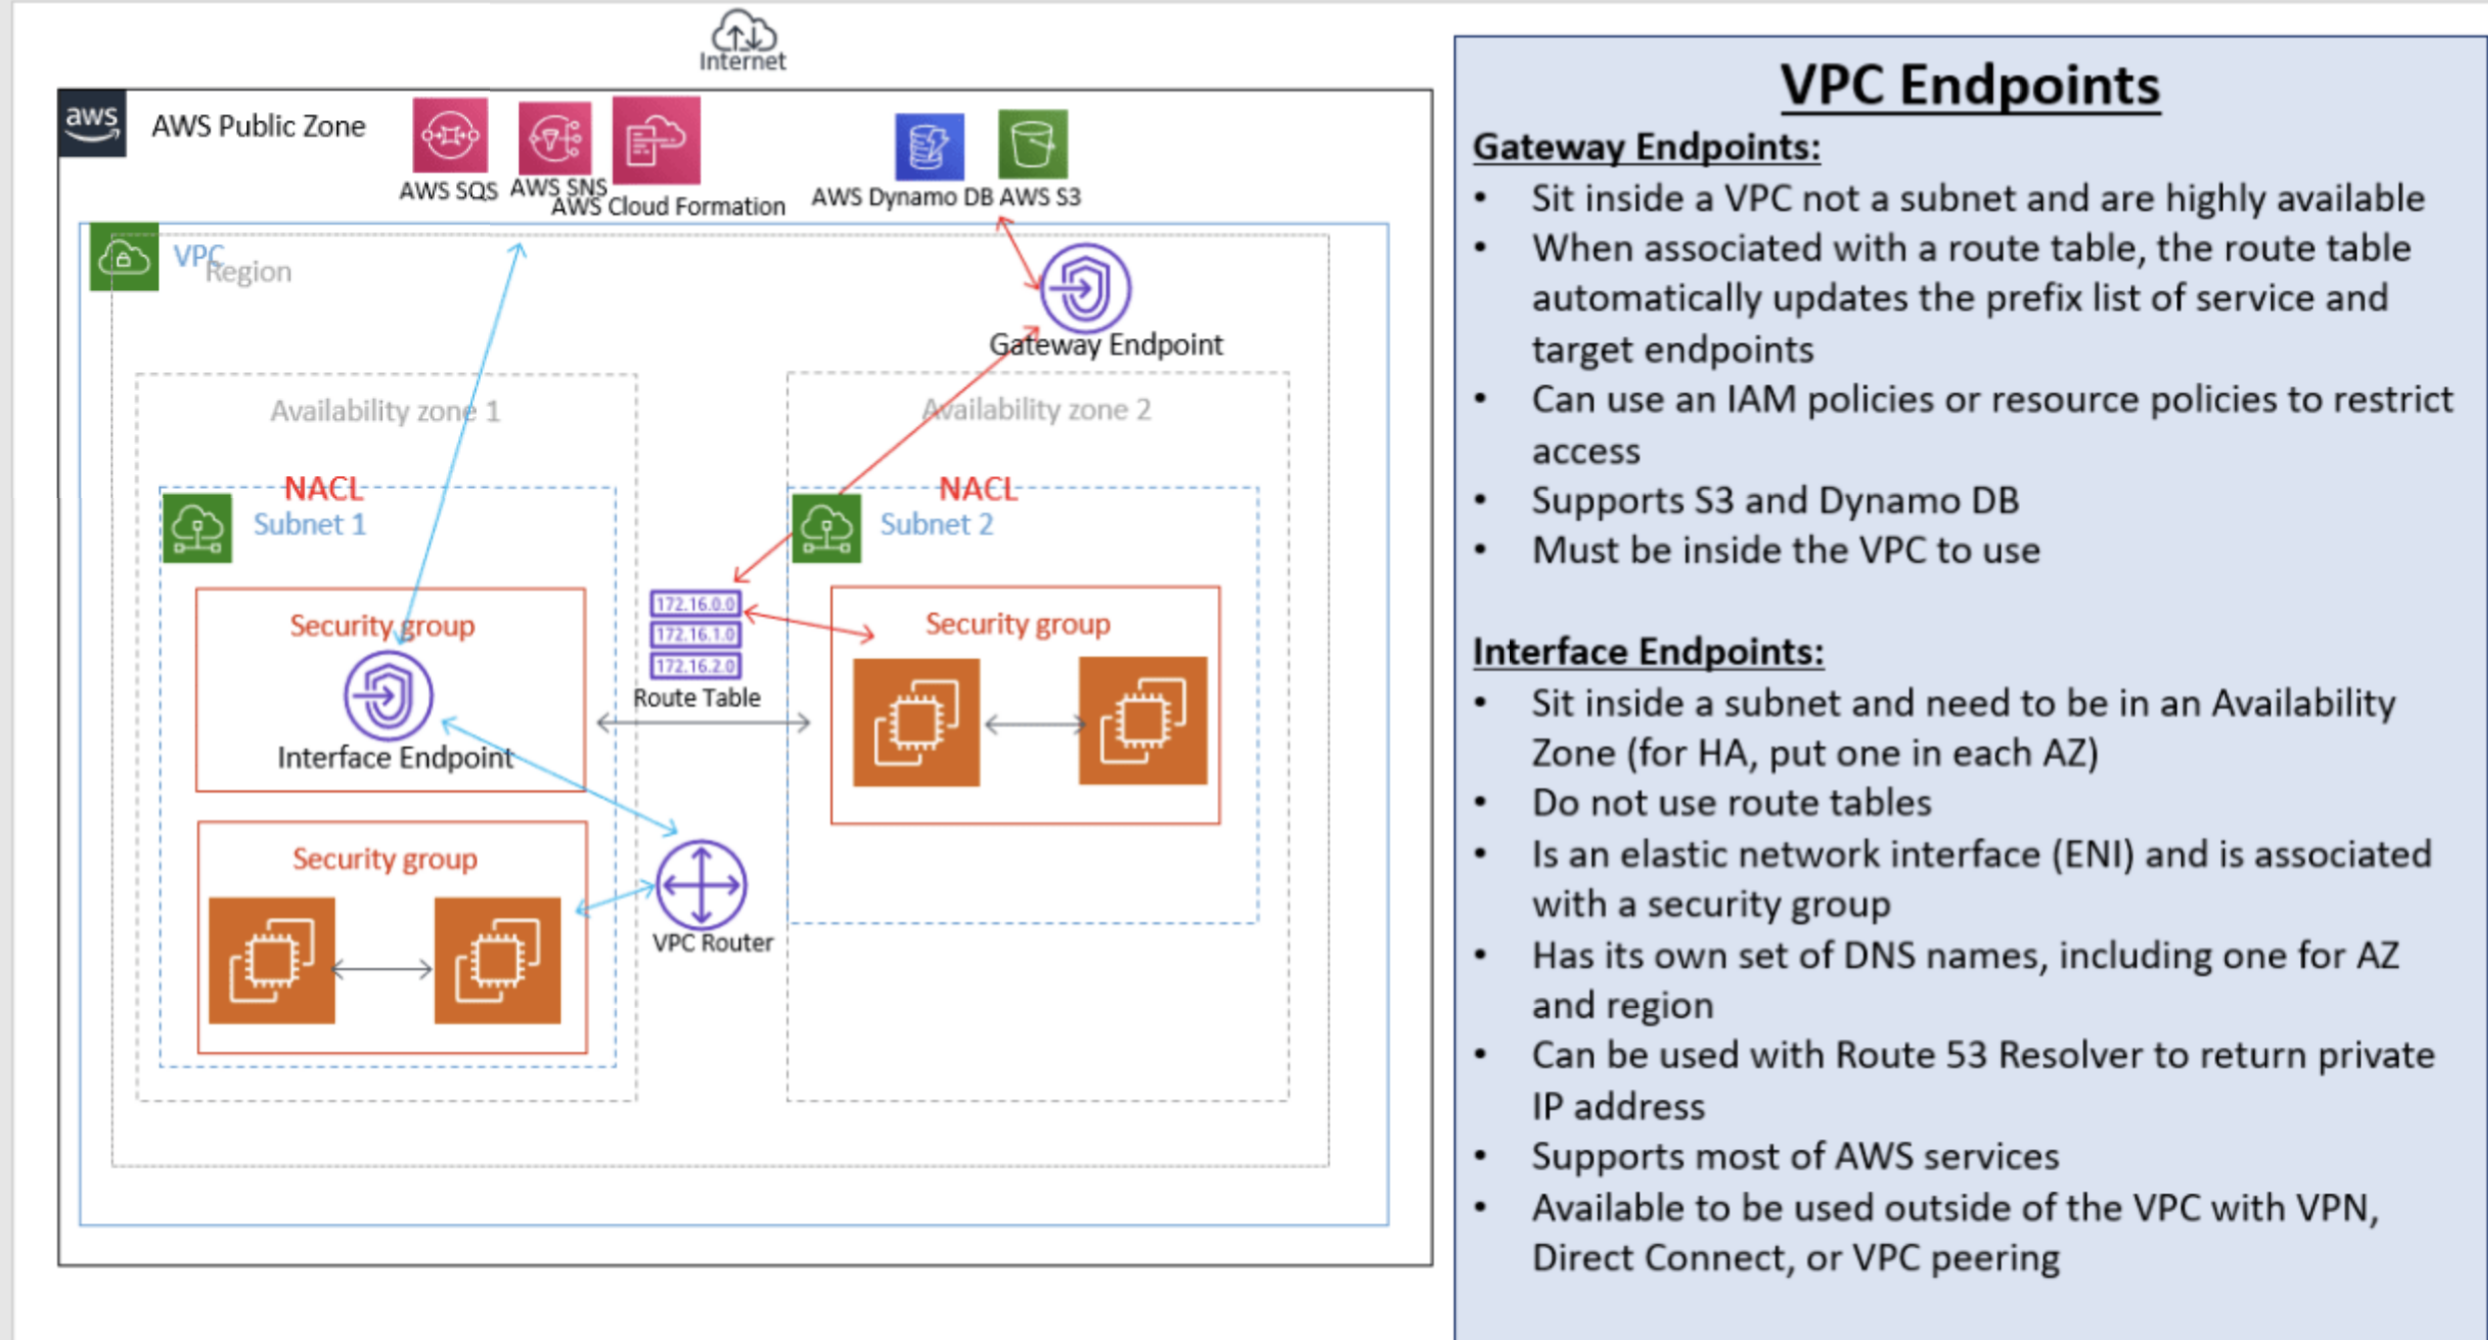 Internet
aws
AWS Public Zone
AWS SQS
AWS SNS
AWS Cloud Formation
AWS Dynamo DB
AWS S3
VPC
Region
Gateway Endpoint
Availability zone 1
Availability zone 2
NACL
Subnet 1
NACL
Subnet 2
Security group
Interface Endpoint
172.16.0.0
172.16.1.0
172.16.2.0
Route Table
Security group
Security group
VPC Router
VPC Endpoints
Gateway Endpoints:
• Sit inside a VPC not a subnet and are highly available
• When associated with a route table, the route table
automatically updates the prefix list of service and
target endpoints
• Can use an IAM policies or resource policies to restrict
access
• Supports S3 and Dynamo DB
• Must be inside the VPC to use
Interface Endpoints:
• Sit inside a subnet and need to be in an Availability
Zone (for HA, put one in each AZ)
• Do not use route tables
• Is an elastic network interface (ENI) and is associated
with a security group
• Has its own set of DNS names, including one for AZ
and region
• Can be used with Route 53 Resolver to return private
IP address
• Supports most of AWS services
• Available to be used outside of the VPC with VPN,
Direct Connect, or VPC peering